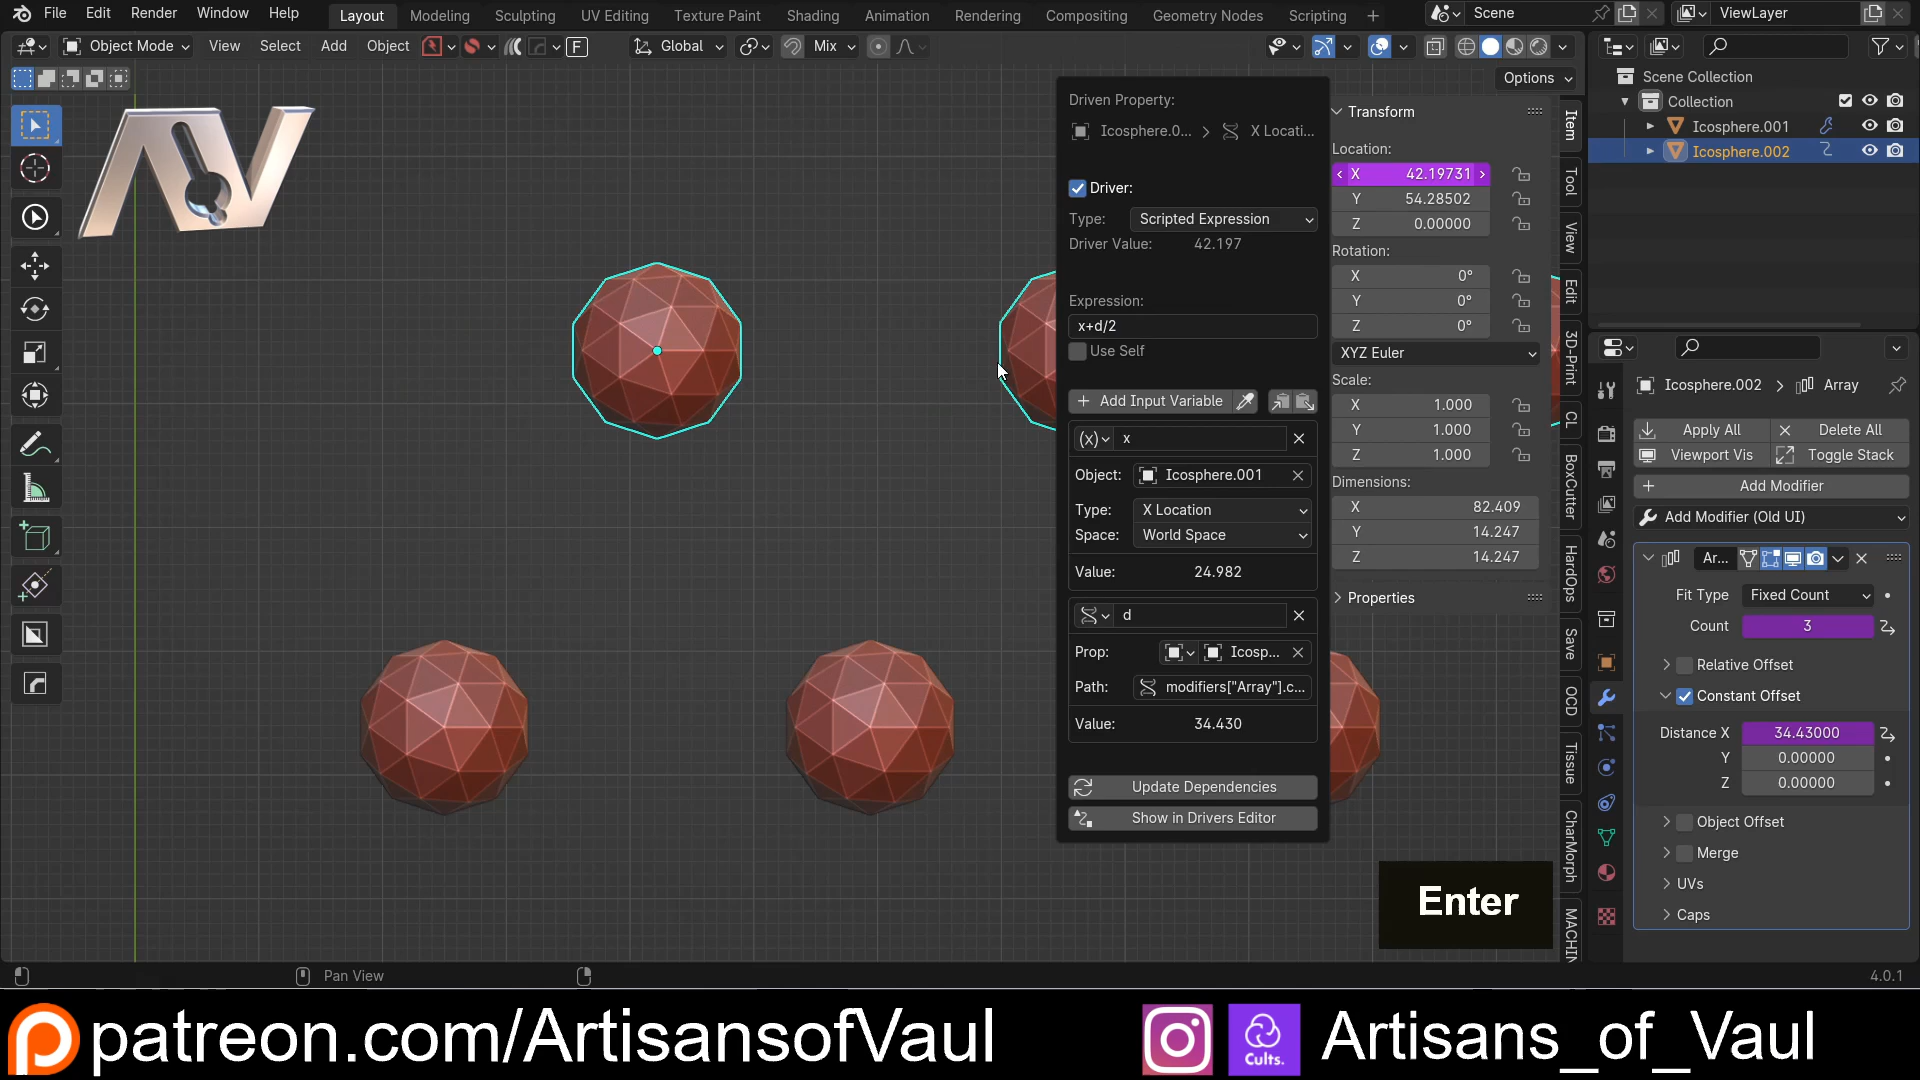 File Edit Render Window Help Layout Modeling Sculpting UV Editing Texture Paint Shading Animation Rendering Compositing Geometry Nodes Scripting + Scene ViewLayer
Object Mode View Select Add Object F Global Mix
Options
Driven Property:
Icosphere.0... X Locati...
Driver:
Type: Scripted Expression
Driver Value: 42.197
Expression:
x+d/2
Use Self
Add Input Variable
(x) x
Object: Icosphere.001
Type: X Location
Space: World Space
Value: 24.982
d
Prop: Icosp...
Path: modifiers["Array"].c...
Value: 34.430
Update Dependencies
Show in Drivers Editor
Transform
Location:
X 42.19731
Y 54.28502
Z 0.00000
Rotation:
X 0°
Y 0°
Z 0°
XYZ Euler
Scale:
X 1.000
Y 1.000
Z 1.000
Dimensions:
X 82.409
Y 14.247
Z 14.247
Properties
Item
Tool
View
Edit
3D-Print
CL
BoxCutter
HardOps
Save
OCD
Tissue
CharMorph
MACHIN
Scene Collection
Collection
Icosphere.001
Icosphere.002
Icosphere.002 Array
Apply All Delete All
Viewport Vis Toggle Stack
Add Modifier
Add Modifier (Old UI)
Ar...
Fit Type Fixed Count
Count 3
Relative Offset
Constant Offset
Distance X 34.43000
Y 0.00000
Z 0.00000
Object Offset
Merge
UVs
Caps
Enter
Pan View 4.0.1
patreon.com/ArtisansofVaul Cults. Artisans_of_Vaul